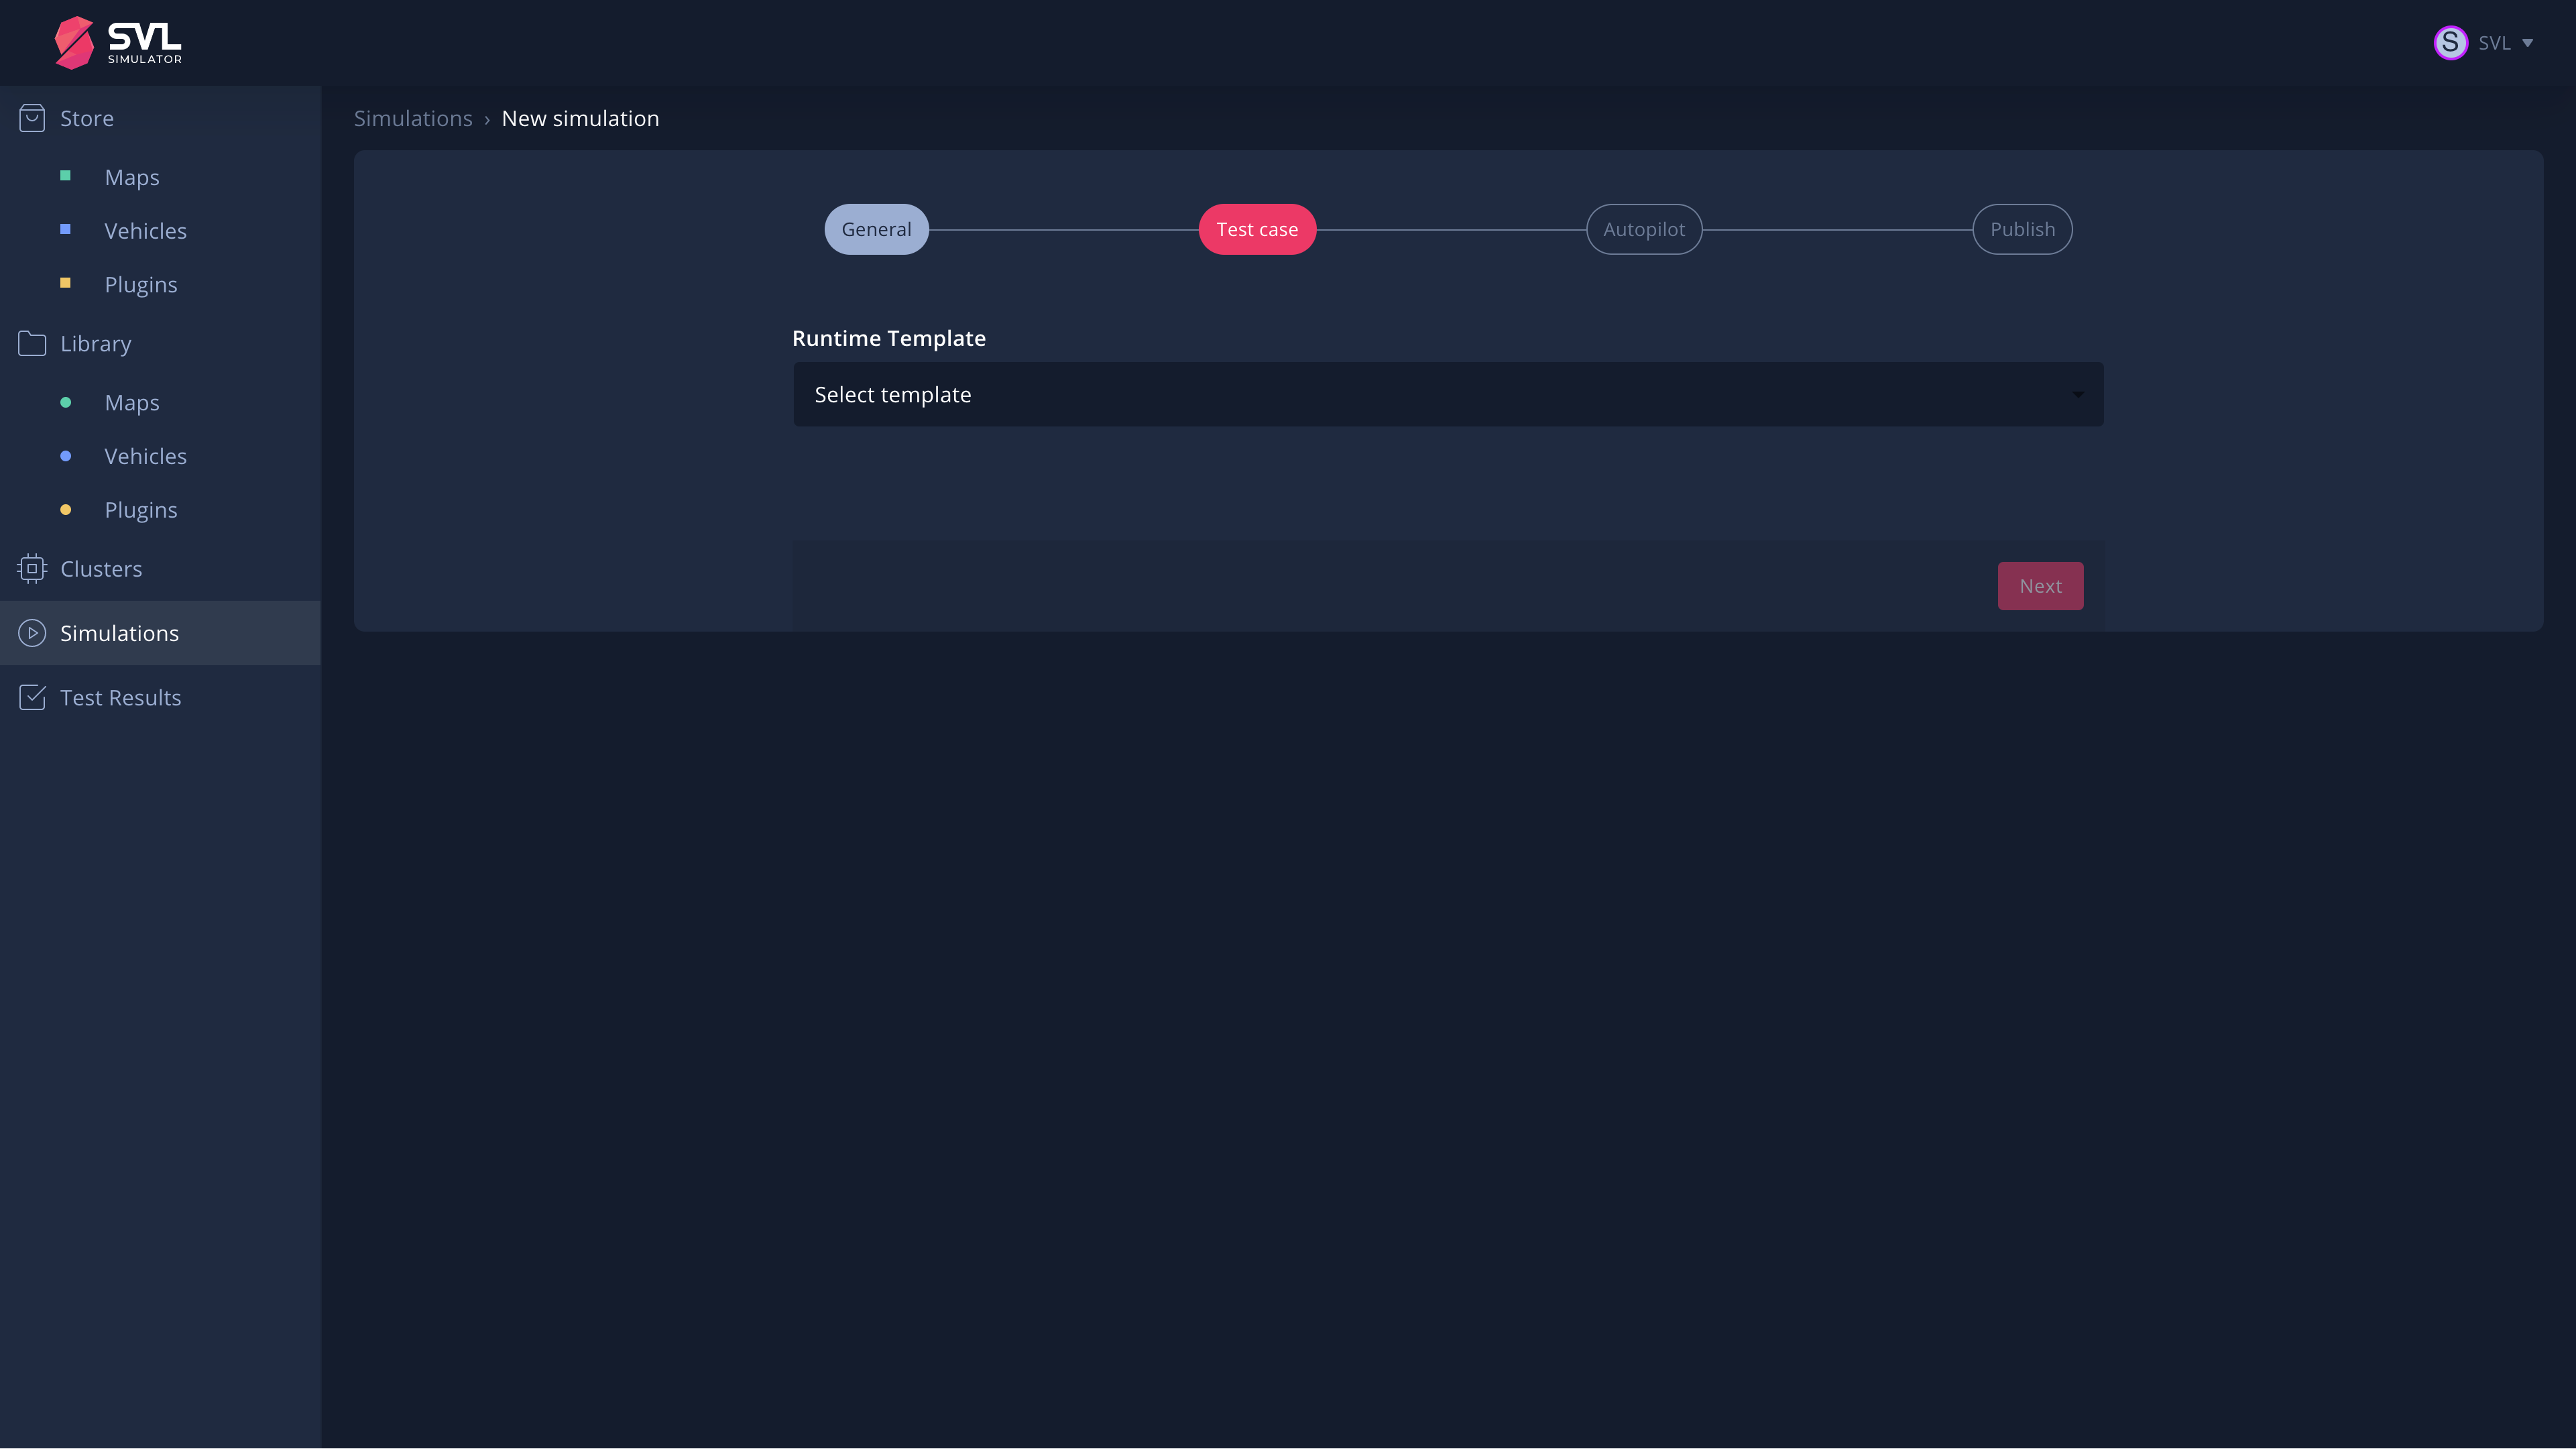 SVL
SIMULATOR
S SVL
Store
Maps
Vehicles
Plugins
Library
Maps
Vehicles
Plugins
Clusters
Simulations
Test Results
Simulations › New simulation
General
Test case
Autopilot
Publish
Runtime Template
Select template
Next